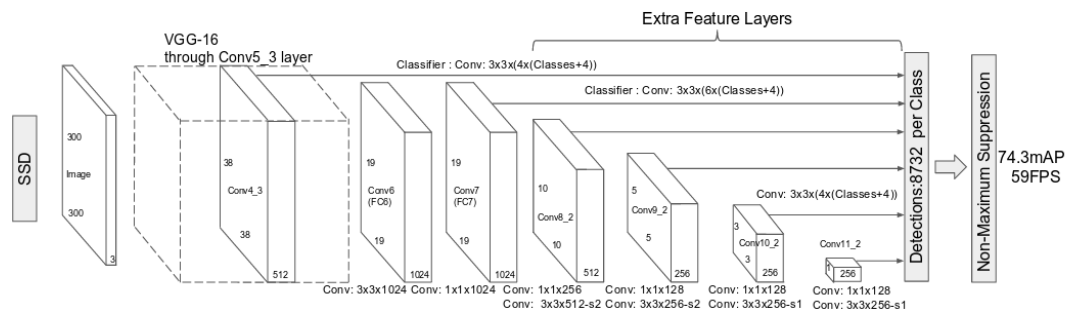 Extra Feature Layers
VGG-16
through Conv5_3 layer
Classifier : Conv: 3x3x(4x(Classes+4))
Classifier : Conv: 3x3x(6x(Classes+4))
SSD
300
Image
300
3
38
Conv4_3
38
512
19
Conv6
(FC6)
19
1024
19
Conv7
(FC7)
19
1024
10
Conv8_2
10
512
5
Conv9_2
5
256
Conv: 3x3x(4x(Classes+4))
3
Conv10_2
3
256
Conv11_2
1
256
Detections:8732 per Class
Non-Maximum Suppression
74.3mAP
59FPS
Conv: 3x3x1024
Conv: 1x1x1024
Conv: 1x1x256
Conv: 3x3x512-s2
Conv: 1x1x128
Conv: 3x3x256-s2
Conv: 1x1x128
Conv: 3x3x256-s1
Conv: 1x1x128
Conv: 3x3x256-s1